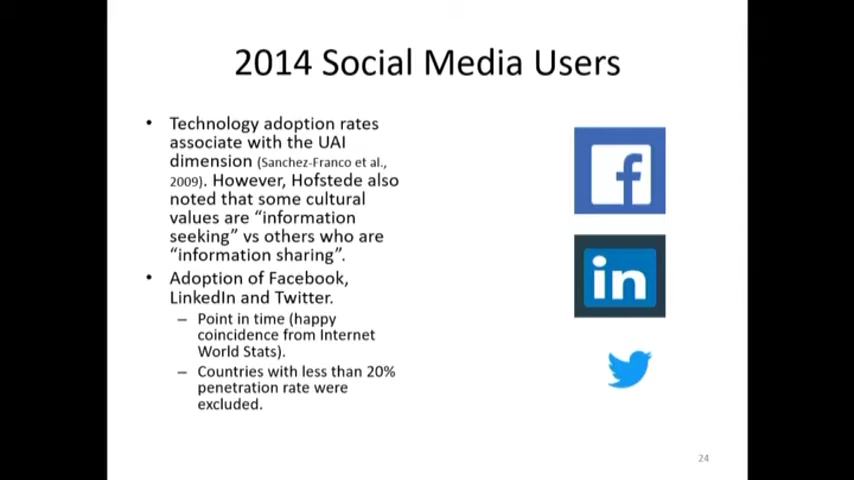 2014 Social Media Users
• Technology adoption rates
associate with the UAI
dimension (Sanchez-Franco et al.,
2009). However, Hofstede also
noted that some cultural
values are “information
seeking” vs others who are
“information sharing”.
• Adoption of Facebook,
LinkedIn and Twitter.
– Point in time (happy
coincidence from Internet
World Stats).
– Countries with less than 20%
penetration rate were
excluded.
f
in
24